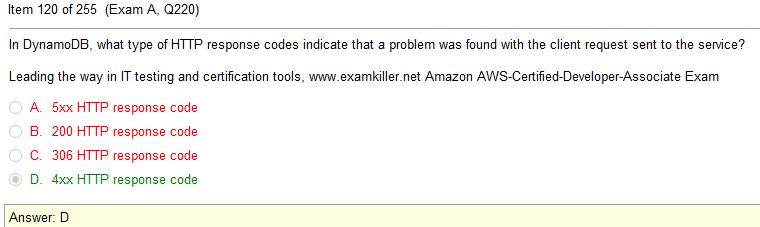 Item 120 of 255 (Exam A, Q220)
In DynamoDB, what type of HTTP response codes indicate that a problem was found with the client request sent to the service?
Leading the way in IT testing and certification tools, www.examkiller.net Amazon AWS-Certified-Developer-Associate Exam
A. 5xx HTTP response code
B. 200 HTTP response code
C. 306 HTTP response code
D. 4xx HTTP response code
Answer: D